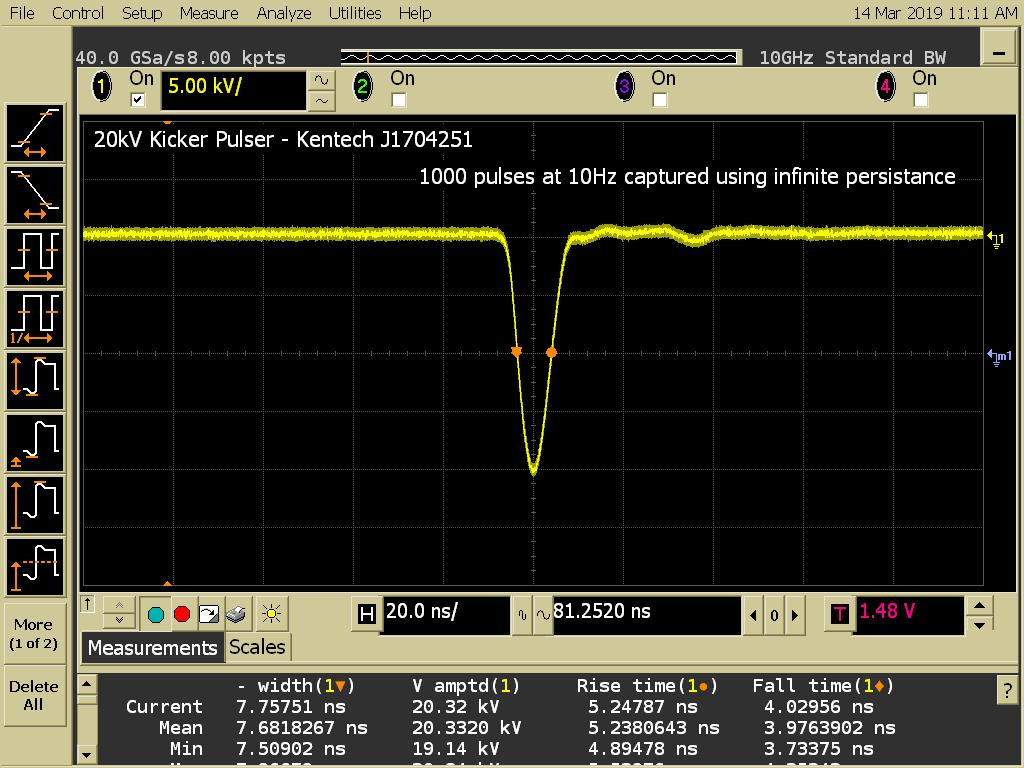 File Control Setup Measure Analyze Utilities Help 14 Mar 2019 11:11 AM
40.0 GSa/s 8.00 kpts 10GHz Standard BW
1 On 5.00 kV/ 2 On 3 On 4 On
20kV Kicker Pulser - Kentech J1704251
1000 pulses at 10Hz captured using infinite persistance
1
m1
1/
More
(1 of 2)
Delete
All
H 20.0 ns/ 81.2520 ns 0 T 1.48 V
Measurements Scales
- width(1▼) V amptd(1) Rise time(1●) Fall time(1♦) ?
Current 7.75751 ns 20.32 kV 5.24787 ns 4.02956 ns
Mean 7.6818267 ns 20.3320 kV 5.2380643 ns 3.9763902 ns
Min 7.50902 ns 19.14 kV 4.89478 ns 3.73375 ns